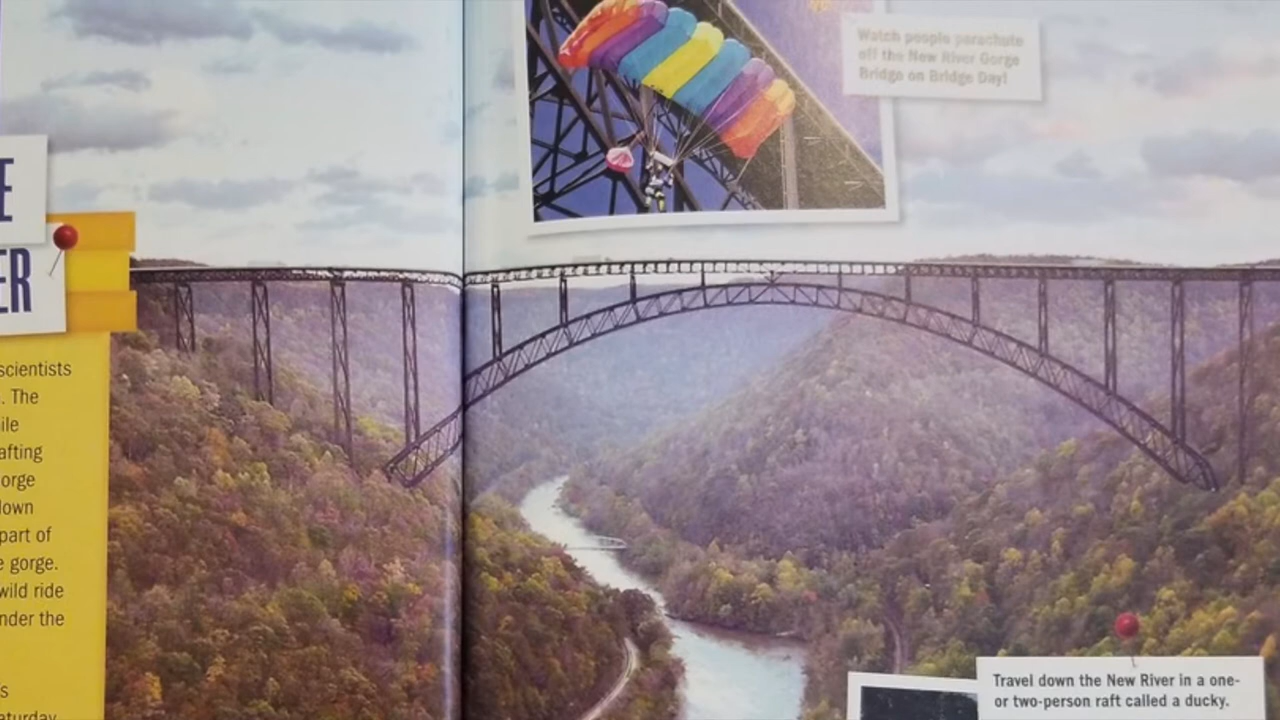 E
ER
scientists
. The
ile
afting
orge
down
part of
e gorge.
wild ride
nder the
s
aturday
Watch people parachute
off the New River Gorge
Bridge on Bridge Day!
Travel down the New River in a one-
or two-person raft called a ducky.